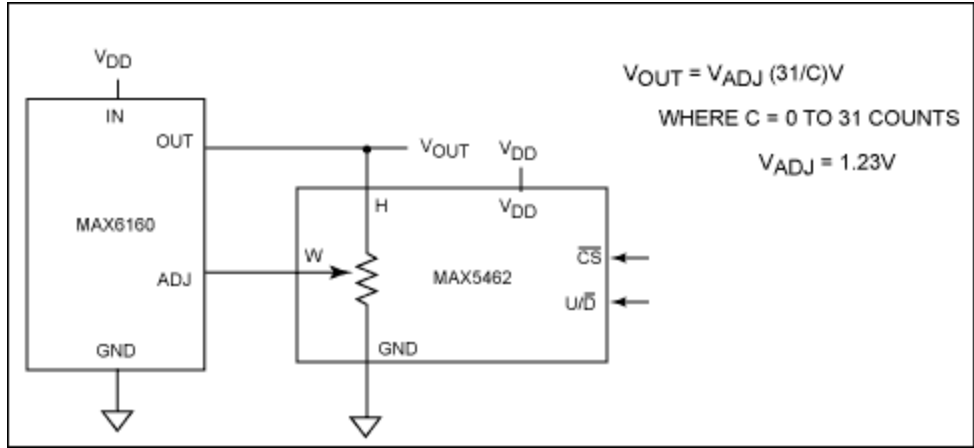 VDD
IN
OUT
MAX6160
ADJ
GND
VOUT
VDD
H
VDD
W
MAX5462
CS̅
U/D̅
GND
VOUT = VADJ (31/C)V
WHERE C = 0 TO 31 COUNTS
VADJ = 1.23V